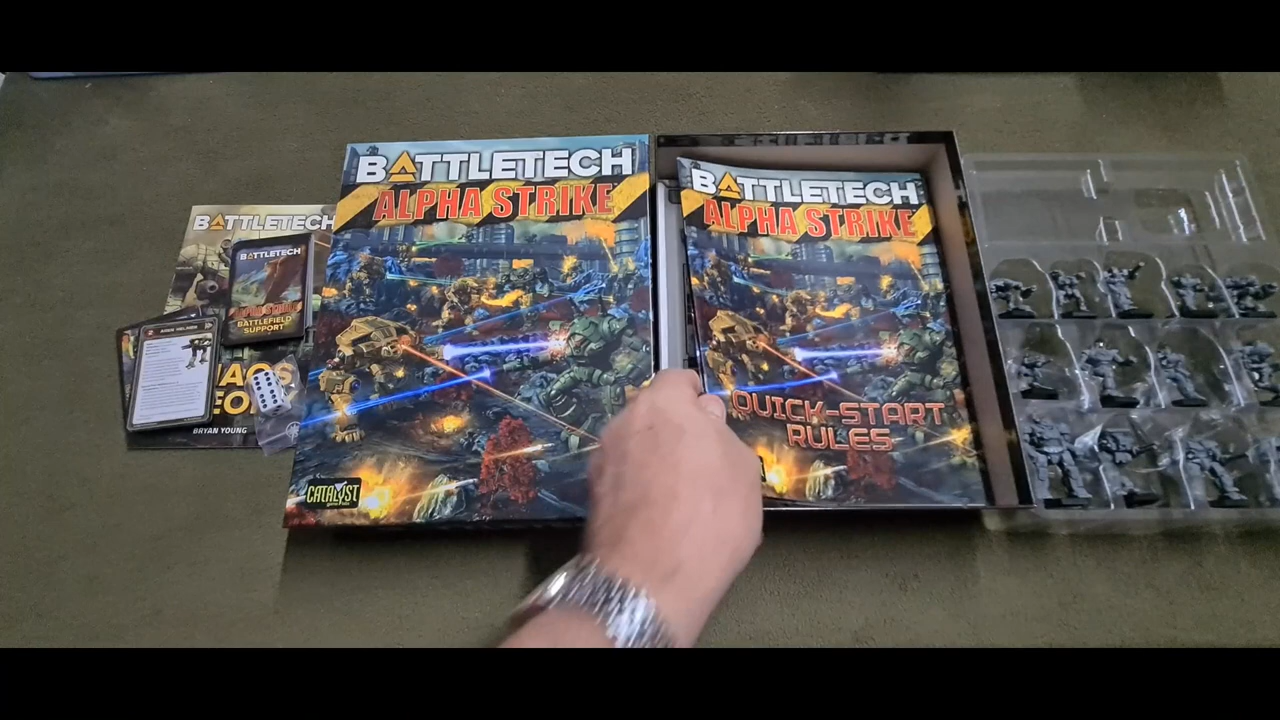 BATTLETECH
BATTLETECH
ALPHA STRIKE
BATTLEFIELD
SUPPORT
BRYAN YOUNG
BATTLETECH
ALPHA STRIKE
CATALYST
BATTLETECH
ALPHA STRIKE
QUICK-START
RULES